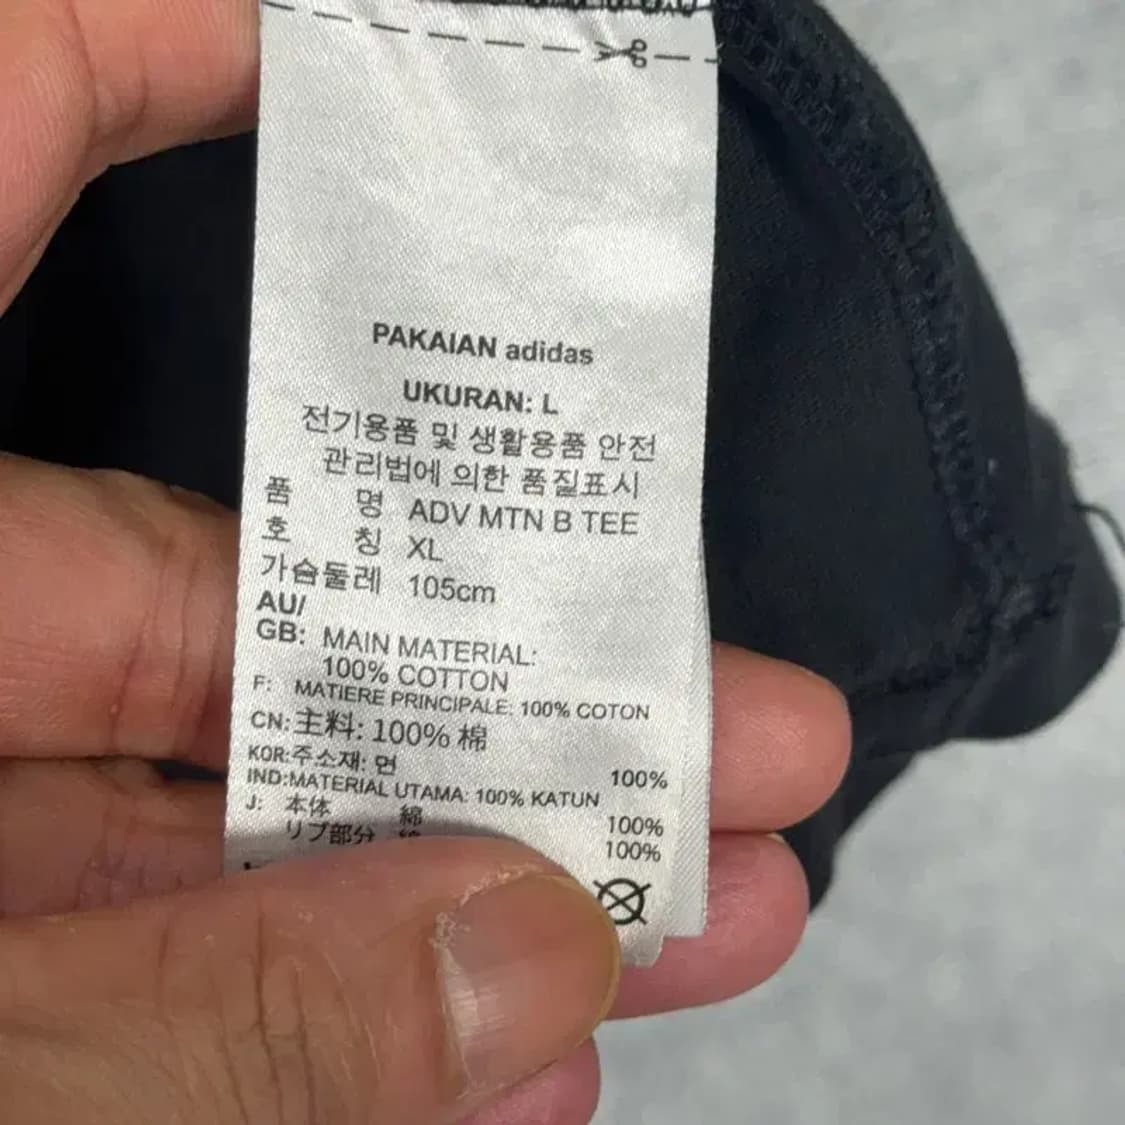 PAKAIAN adidas
UKURAN: L
전기용품 및 생활용품 안전
관리법에 의한 품질표시
품 명 ADV MTN B TEE
호 칭 XL
가슴둘레 105cm
AU/
GB: MAIN MATERIAL:
100% COTTON
F: MATIERE PRINCIPALE: 100% COTON
CN: 主料: 100% 棉
KOR:주소재: 면 100%
IND:MATERIAL UTAMA: 100% KATUN
J: 本体 綿 100%
リブ部分 100%